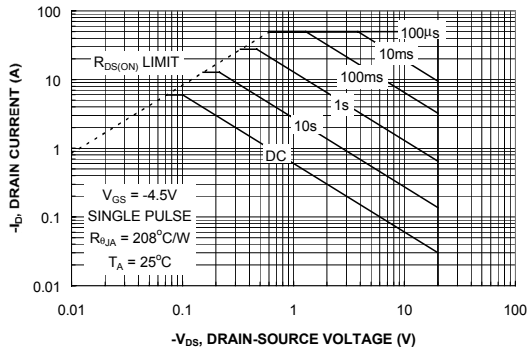 100
100µs
10ms
R_DS(ON) LIMIT
10
100ms
1s
1
10s
DC
V_GS = -4.5V
SINGLE PULSE
R_θJA = 208°C/W
T_A = 25°C
0.1
0.01
0.01 0.1 1 10 100
-V_DS, DRAIN-SOURCE VOLTAGE (V)
-I_D, DRAIN CURRENT (A)